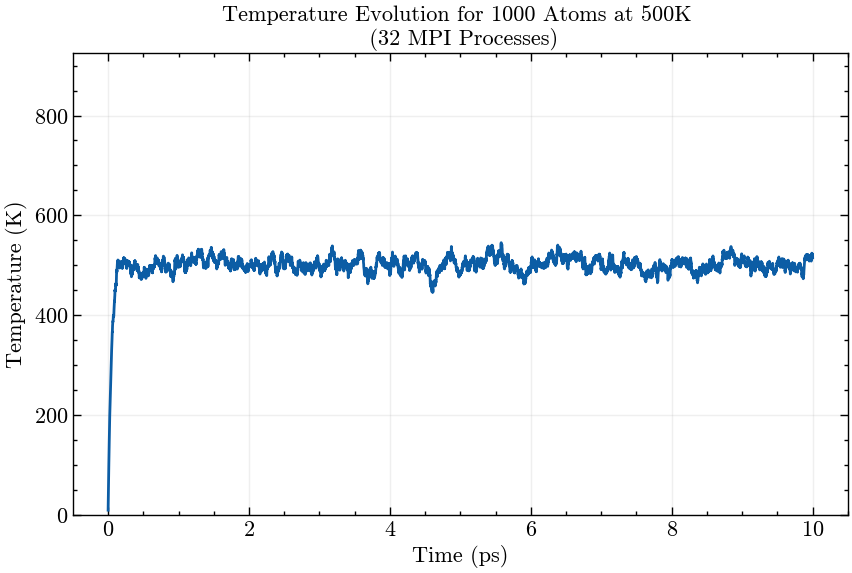 Temperature Evolution for 1000 Atoms at 500K
(32 MPI Processes)
800
600
400
200
0
Temperature (K)
0 2 4 6 8 10
Time (ps)